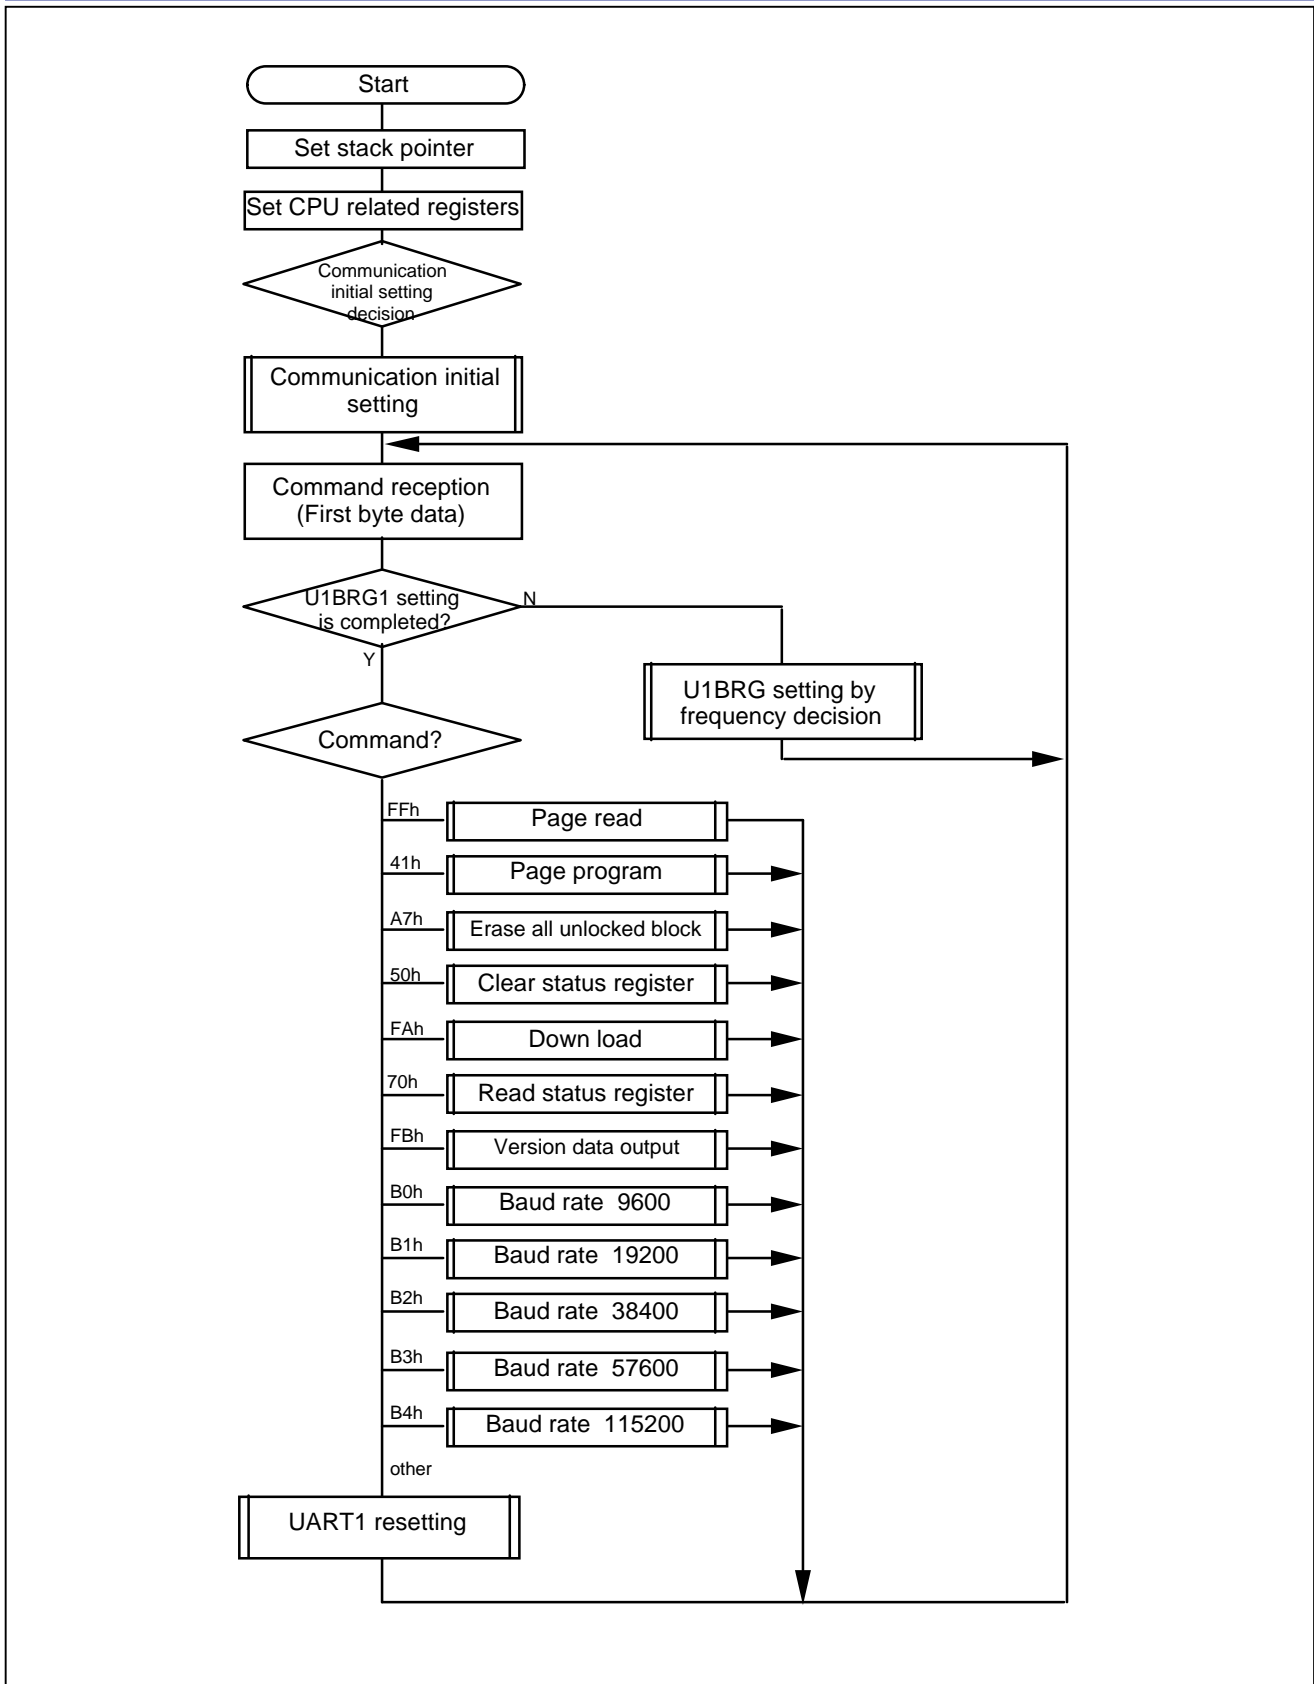 Start
Set stack pointer
Set CPU related registers
Communication
initial setting
decision
Communication initial
setting
Command reception
(First byte data)
U1BRG1 setting
is completed?
N
Y
U1BRG setting by
frequency decision
Command?
FFh
Page read
41h
Page program
A7h
Erase all unlocked block
50h
Clear status register
FAh
Down load
70h
Read status register
FBh
Version data output
B0h
Baud rate 9600
B1h
Baud rate 19200
B2h
Baud rate 38400
B3h
Baud rate 57600
B4h
Baud rate 115200
other
UART1 resetting